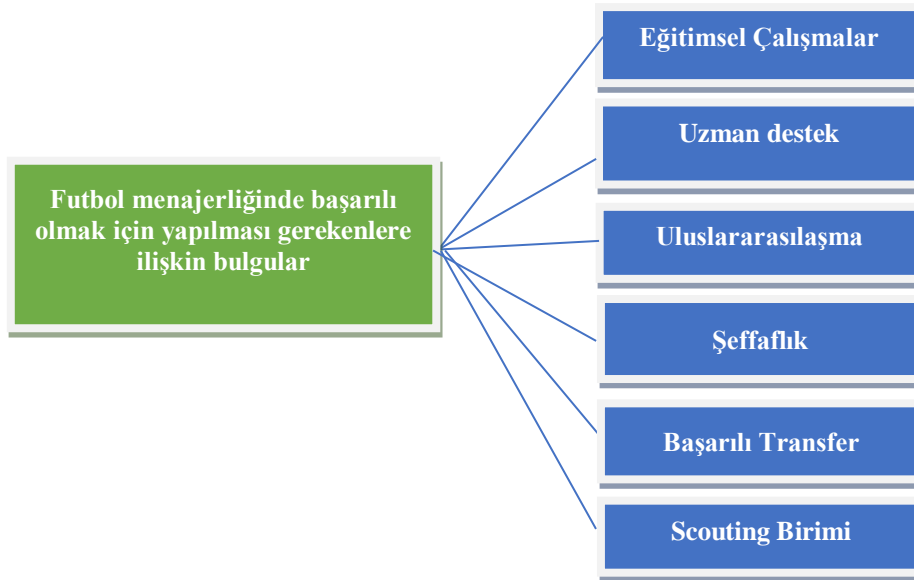 Futbol menajerliğinde başarılı
olmak için yapılması gerekenlere
ilişkin bulgular
Eğitimsel Çalışmalar
Uzman destek
Uluslararasılaşma
Şeffaflık
Başarılı Transfer
Scouting Birimi